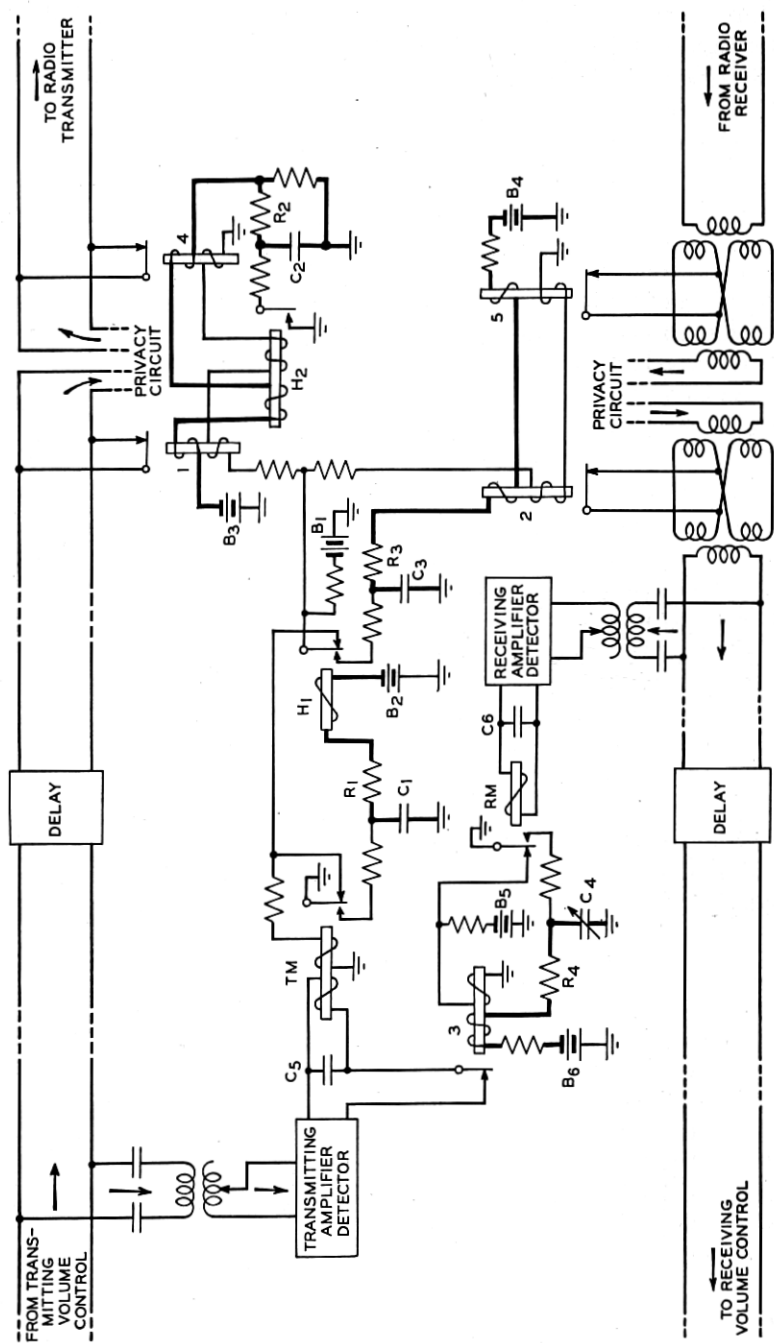 FROM TRANS-
MITTING
VOLUME
CONTROL
DELAY
PRIVACY
CIRCUIT
TO RADIO
TRANSMITTER
TRANSMITTING
AMPLIFIER
DETECTOR
C5
TM
R1
C1
H1
B2
B1
R3
C3
B3
1
H2
4
R2
C2
3
B6
B5
R4
C4
RM
C6
RECEIVING
AMPLIFIER
DETECTOR
2
5
B4
TO RECEIVING
VOLUME CONTROL
DELAY
PRIVACY
CIRCUIT
FROM RADIO
RECEIVER